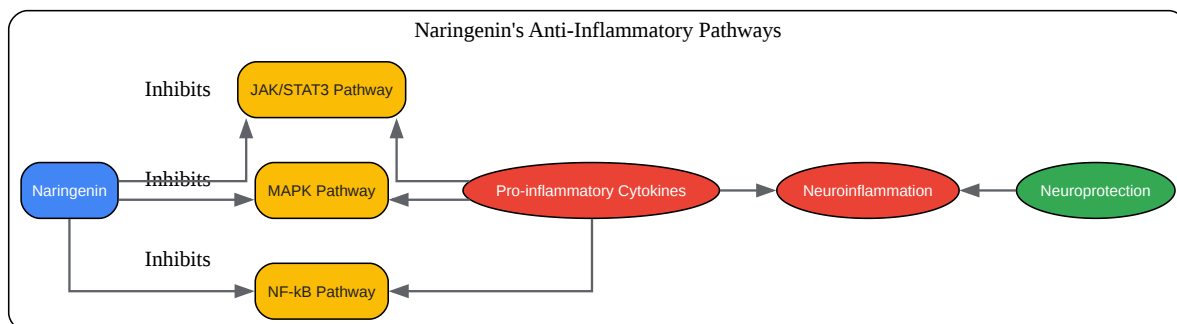 Naringenin's Anti-Inflammatory Pathways
Inhibits
JAK/STAT3 Pathway
Naringenin
Inhibits
MAPK Pathway
Pro-inflammatory Cytokines
Neuroinflammation
Neuroprotection
Inhibits
NF-kB Pathway